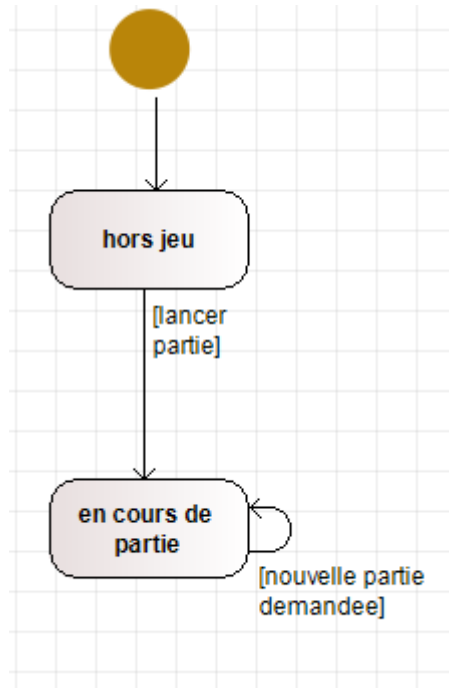 hors jeu
[lancer
partie]
en cours de
partie
[nouvelle partie
demandee]